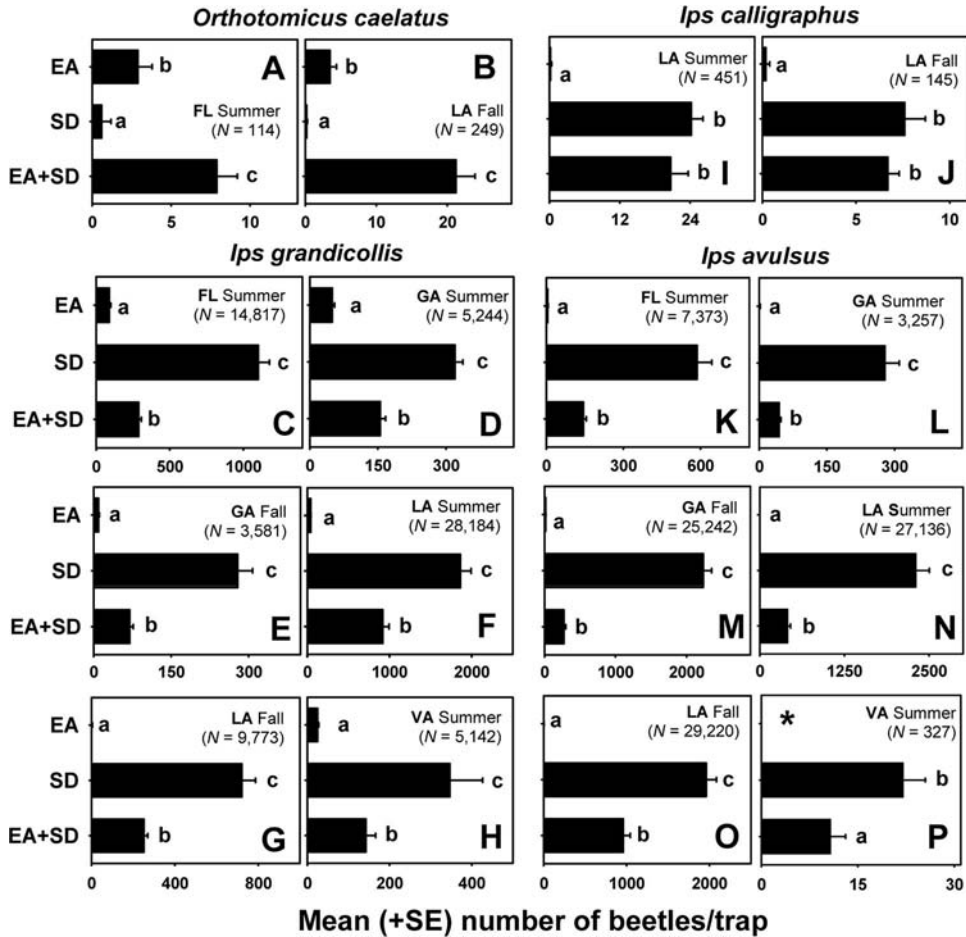 Orthotomicus caelatus
Ips calligraphus
EA
SD
EA+SD
b
a
c
A
FL Summer
(N = 114)
0 5 10
b
a
c
B
LA Fall
(N = 249)
0 10 20
a
b
b
I
LA Summer
(N = 451)
0 12 24
a
b
b
J
LA Fall
(N = 145)
0 5 10
Ips grandicollis
Ips avulsus
EA
SD
EA+SD
a
c
b
C
FL Summer
(N = 14,817)
0 500 1000
a
c
b
D
GA Summer
(N = 5,244)
0 150 300
a
c
b
K
FL Summer
(N = 7,373)
0 300 600
a
c
b
L
GA Summer
(N = 3,257)
0 150 300
EA
SD
EA+SD
a
c
b
E
GA Fall
(N = 3,581)
0 150 300
a
c
b
F
LA Summer
(N = 28,184)
0 1000 2000
a
c
b
M
GA Fall
(N = 25,242)
0 1000 2000
a
c
b
N
LA Summer
(N = 27,136)
0 1250 2500
EA
SD
EA+SD
a
c
b
G
LA Fall
(N = 9,773)
0 400 800
a
c
b
H
VA Summer
(N = 5,142)
0 200 400
a
c
b
O
LA Fall
(N = 29,220)
0 1000 2000
*
b
a
P
VA Summer
(N = 327)
0 15 30
Mean (+SE) number of beetles/trap